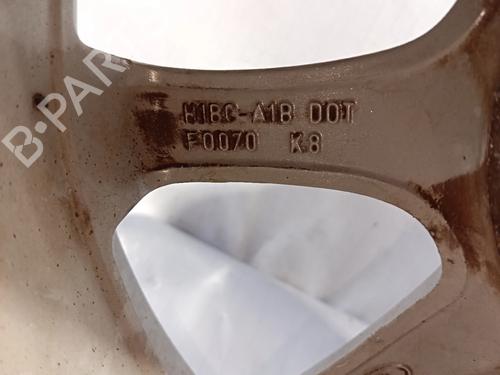 H1BC-A1B DOT
F0070 K8
B-PAR